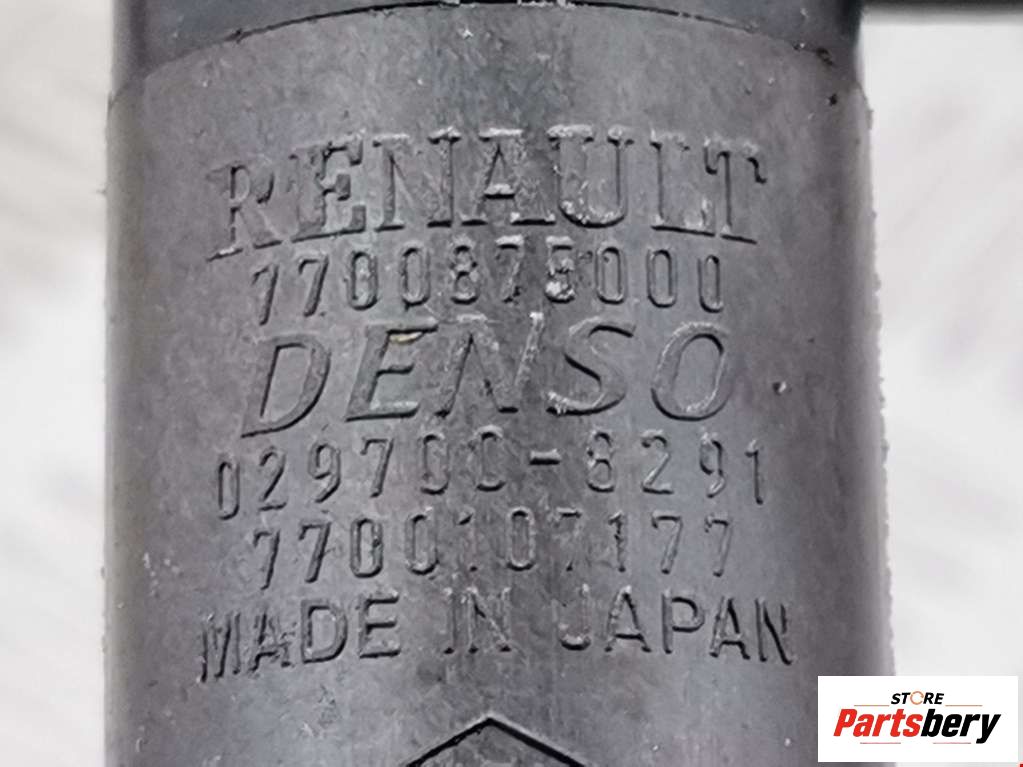 RENAULT
7700875000
DENSO
029700-8291
7700107177
MADE IN JAPAN
STORE
Partsbery